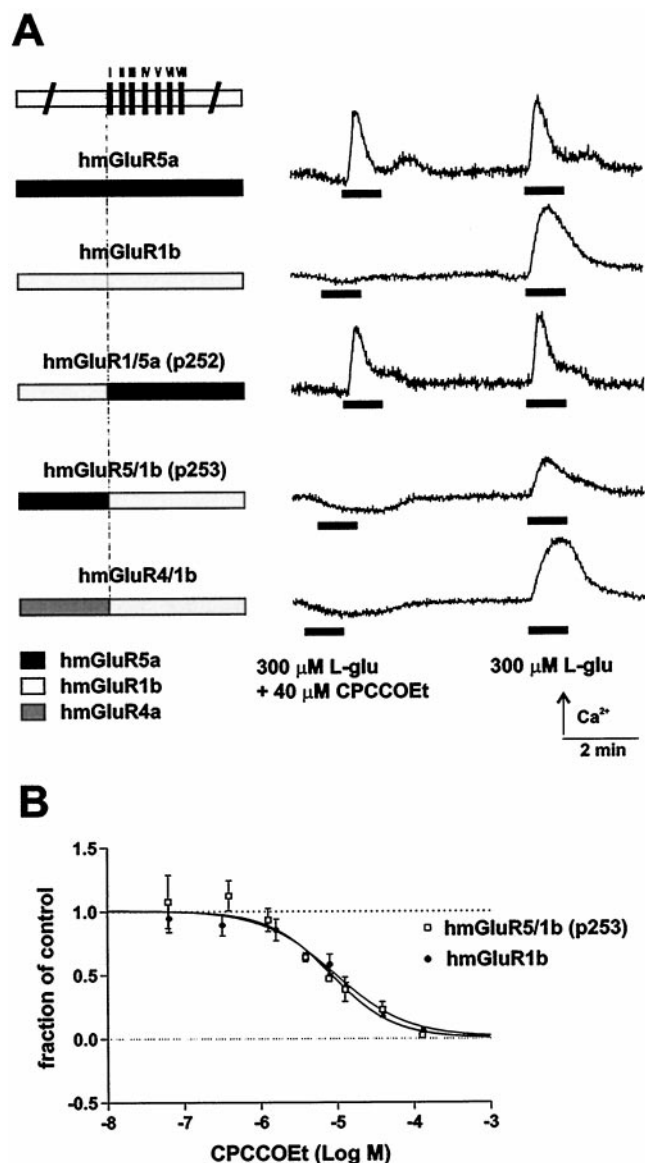 A
I II III IV V VI VII
hmGluR5a
hmGluR1b
hmGluR1/5a (p252)
hmGluR5/1b (p253)
hmGluR4/1b
hmGluR5a
hmGluR1b
hmGluR4a
300 μM L-glu
+ 40 μM CPCCOEt
300 μM L-glu
Ca²⁺
2 min
B
1.5
1.0
0.5
0.0
-0.5
fraction of control
hmGluR5/1b (p253)
hmGluR1b
-8 -7 -6 -5 -4 -3
CPCCOEt (Log M)